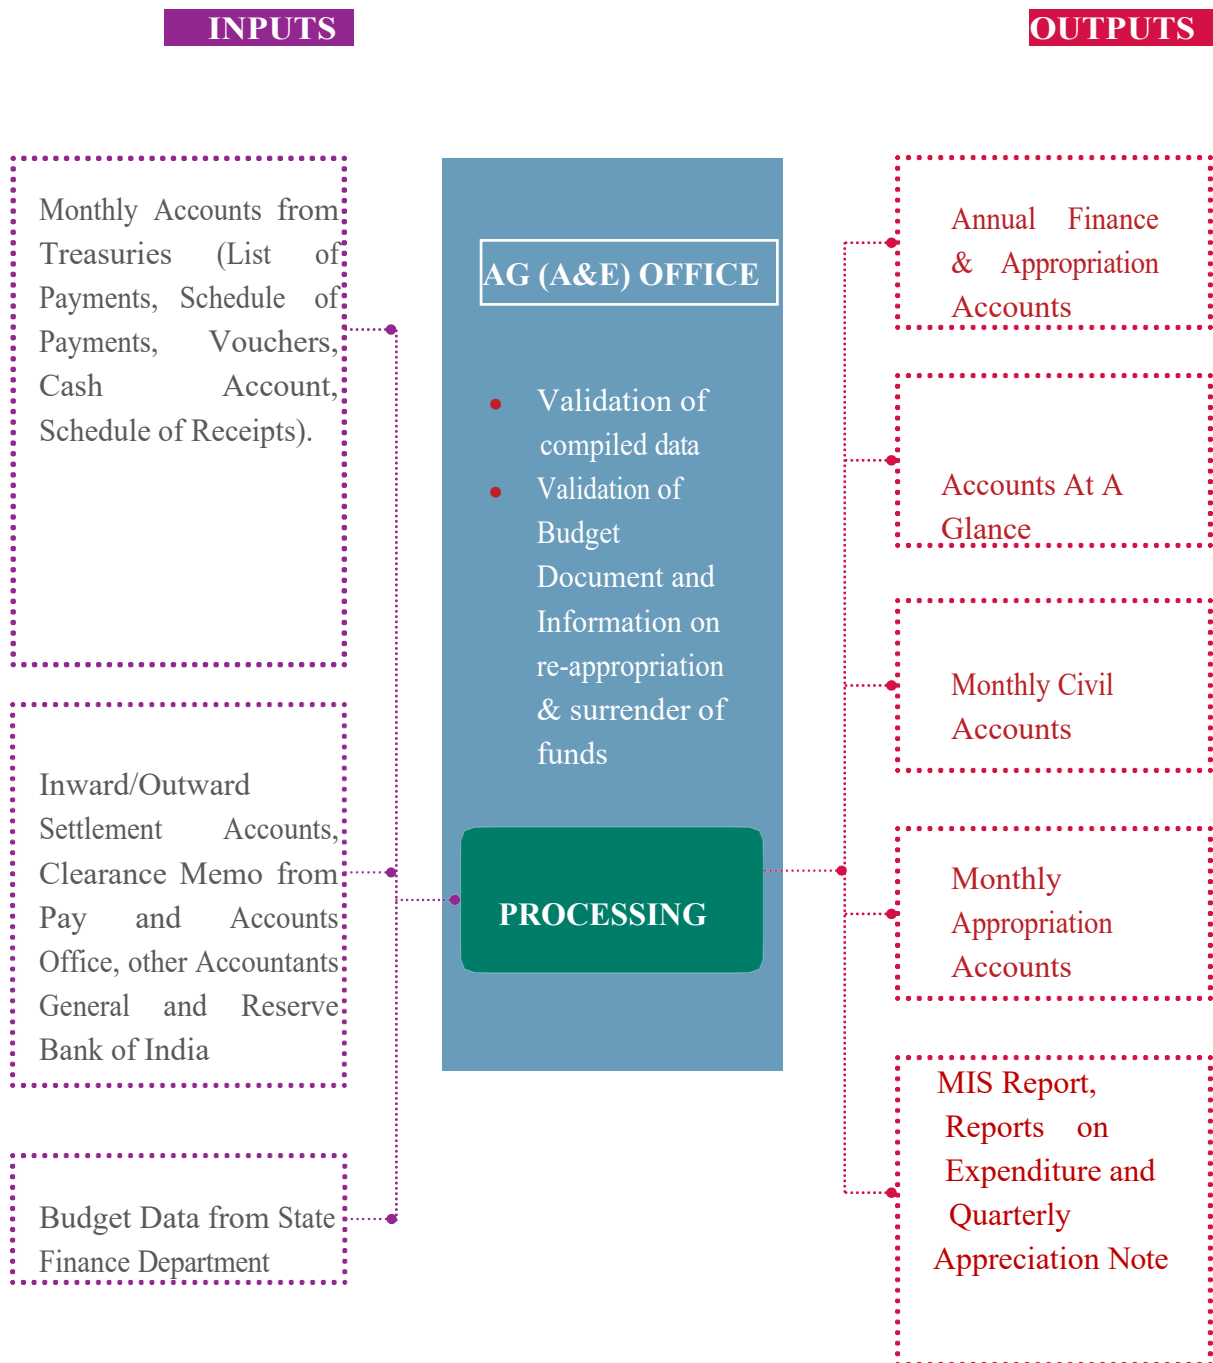 INPUTS
OUTPUTS
Monthly Accounts from
Treasuries (List of
Payments, Schedule of
Payments, Vouchers,
Cash Account,
Schedule of Receipts).
Inward/Outward
Settlement Accounts,
Clearance Memo from
Pay and Accounts
Office, other Accountants
General and Reserve
Bank of India
Budget Data from State
Finance Department
AG (A&E) OFFICE
• Validation of
compiled data
• Validation of
Budget
Document and
Information on
re-appropriation
& surrender of
funds
PROCESSING
Annual Finance
& Appropriation
Accounts
Accounts At A
Glance
Monthly Civil
Accounts
Monthly
Appropriation
Accounts
MIS Report,
Reports on
Expenditure and
Quarterly
Appreciation Note